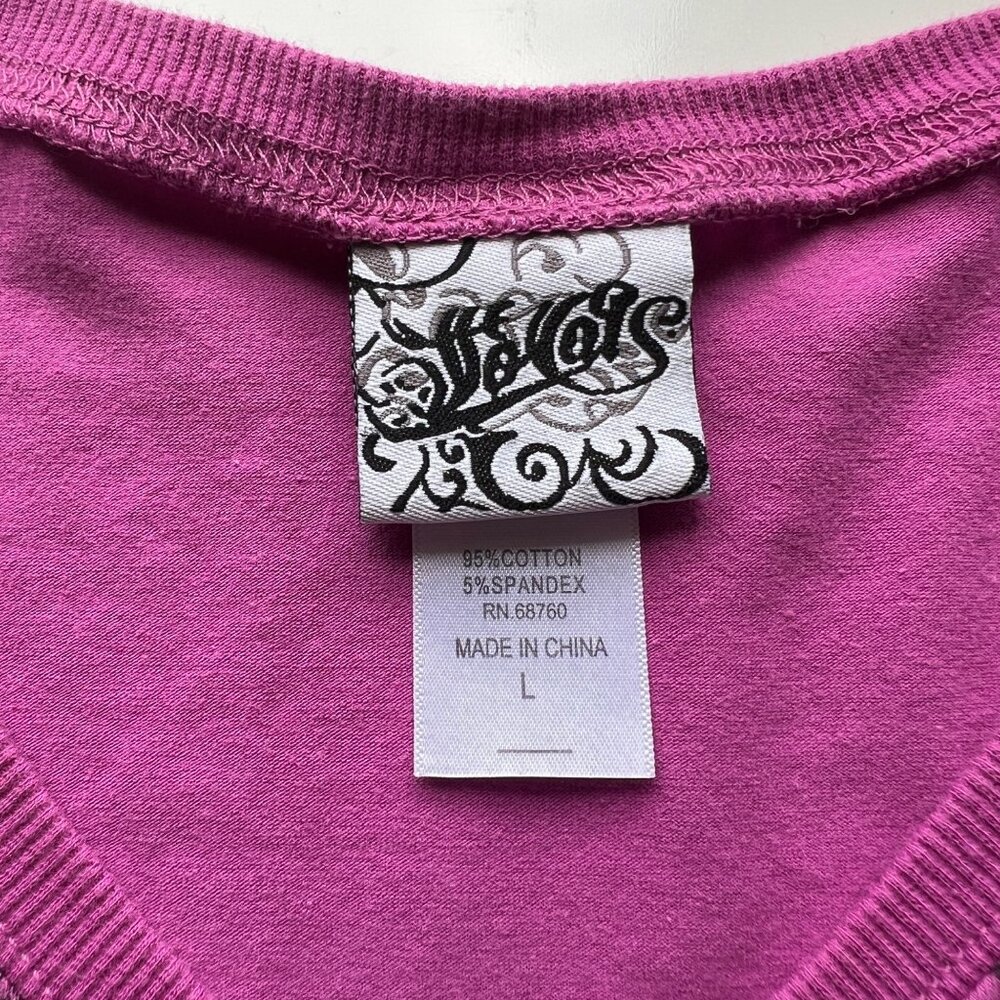 95%COTTON
5%SPANDEX
RN.68760
MADE IN CHINA
L